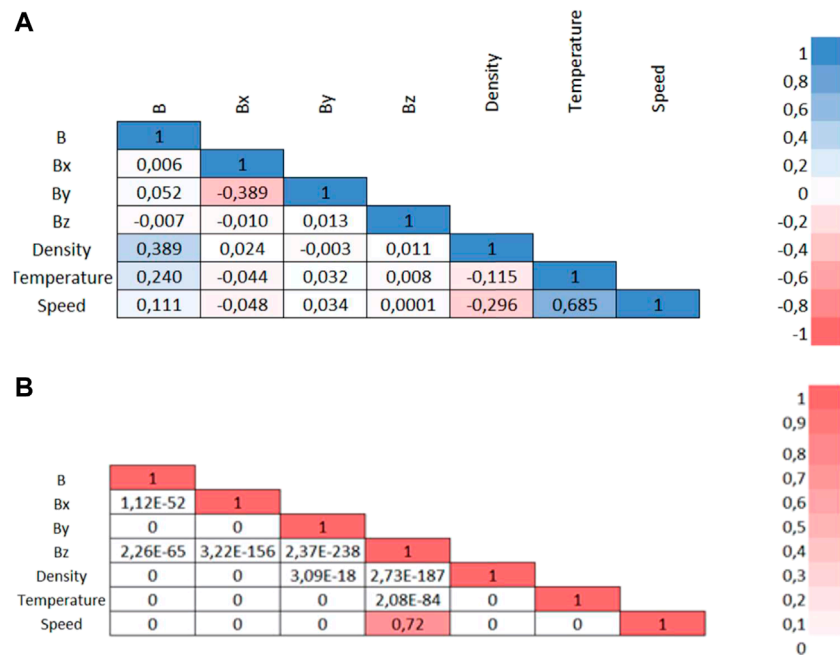 A
B Bx By Bz Density Temperature Speed
B 1
Bx 0,006 1
By 0,052 -0,389 1
Bz -0,007 -0,010 0,013 1
Density 0,389 0,024 -0,003 0,011 1
Temperature 0,240 -0,044 0,032 0,008 -0,115 1
Speed 0,111 -0,048 0,034 0,0001 -0,296 0,685 1
1
0,8
0,6
0,4
0,2
0
-0,2
-0,4
-0,6
-0,8
-1
B
B 1
Bx 1,12E-52 1
By 0 0 1
Bz 2,26E-65 3,22E-156 2,37E-238 1
Density 0 0 3,09E-18 2,73E-187 1
Temperature 0 0 0 2,08E-84 0 1
Speed 0 0 0 0,72 0 0 1
1
0,9
0,8
0,7
0,6
0,5
0,4
0,3
0,2
0,1
0